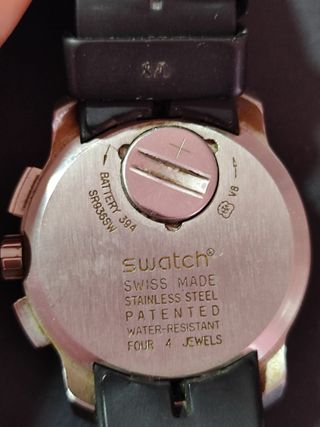 +
BATTERY 394
SR936SW
V8
swatch®
SWISS MADE
STAINLESS STEEL
PATENTED
WATER-RESISTANT
FOUR 4 JEWELS